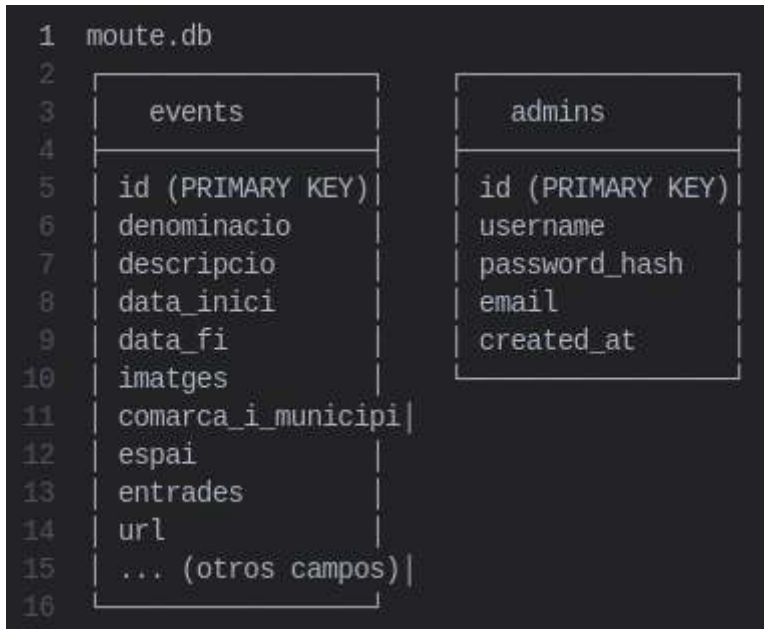 1 moute.db
2
3 events admins
4
5 id (PRIMARY KEY) id (PRIMARY KEY)
6 denominacio username
7 descripcio password_hash
8 data_inici email
9 data_fi created_at
10 imatges
11 comarca_i_municipi
12 espai
13 entrades
14 url
15 ... (otros campos)
16